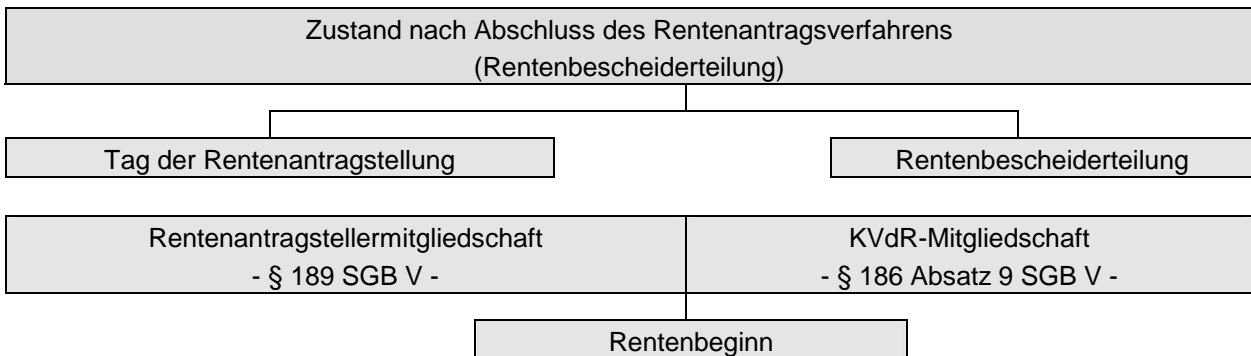 Zustand nach Abschluss des Rentenantragsverfahrens
(Rentenbescheiderteilung)
Tag der Rentenantragstellung
Rentenbescheiderteilung
Rentenantragstellermitgliedschaft
- § 189 SGB V -
KVdR-Mitgliedschaft
- § 186 Absatz 9 SGB V -
Rentenbeginn